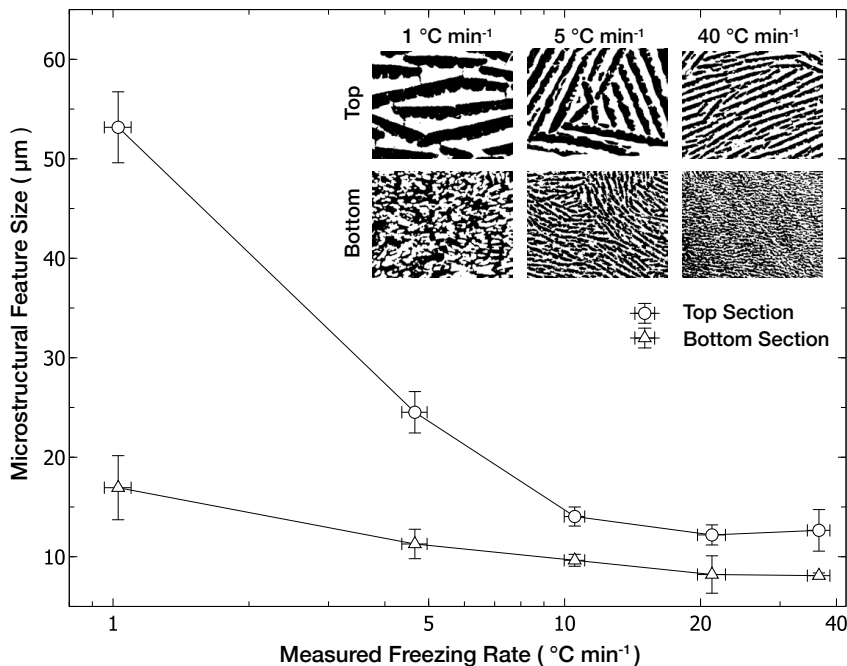 1 °C min⁻¹ 5 °C min⁻¹ 40 °C min⁻¹
Top
Bottom
Top Section
Bottom Section
Microstructural Feature Size ( µm )
60
50
40
30
20
10
1 5 10 20 40
Measured Freezing Rate ( °C min⁻¹)